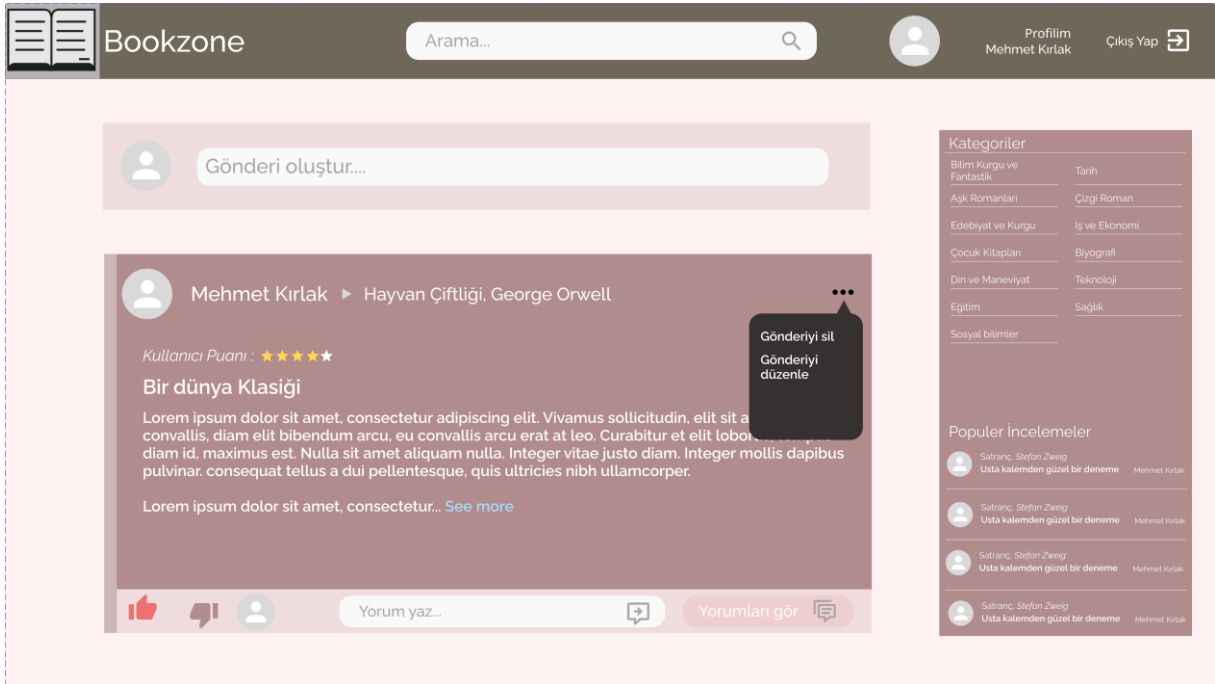 Bookzone
Arama...
Profilim
Mehmet Kırlak
Çıkış Yap
Gönderi oluştur....
Mehmet Kırlak ▶ Hayvan Çiftliği, George Orwell
Gönderiyi sil
Gönderiyi
düzenle
Kullanıcı Puanı :
Bir dünya Klasiği
Lorem ipsum dolor sit amet, consectetur adipiscing elit. Vivamus sollicitudin, elit sit
convallis, diam elit bibendum arcu, eu convallis arcu erat at leo. Curabitur et elit
diam id, maximus est. Nulla sit amet aliquam nulla. Integer vitae justo diam. Integer mollis dapibus
pulvinar. consequat tellus a dui pellentesque, quis ultricies nibh ullamcorper.
Lorem ipsum dolor sit amet, consectetur... See more
Yorum yaz...
Yorumları gör
Kategoriler
Bilim Kurgu ve
Fantastik
Tarih
Aşk Romanları
Çizgi Roman
Edebiyat ve Kurgu
İş ve Ekonomi
Çocuk Kitapları
Biyografi
Din ve Maneviyat
Teknoloji
Eğitim
Sağlık
Sosyal bilimler
Populer İncelemeler
Satranç, Stefan Zweig
Usta kalemden güzel bir deneme
Mehmet Kırlak
Satranç, Stefan Zweig
Usta kalemden güzel bir deneme
Mehmet Kırlak
Satranç, Stefan Zweig
Usta kalemden güzel bir deneme
Mehmet Kırlak
Satranç, Stefan Zweig
Usta kalemden güzel bir deneme
Mehmet Kırlak